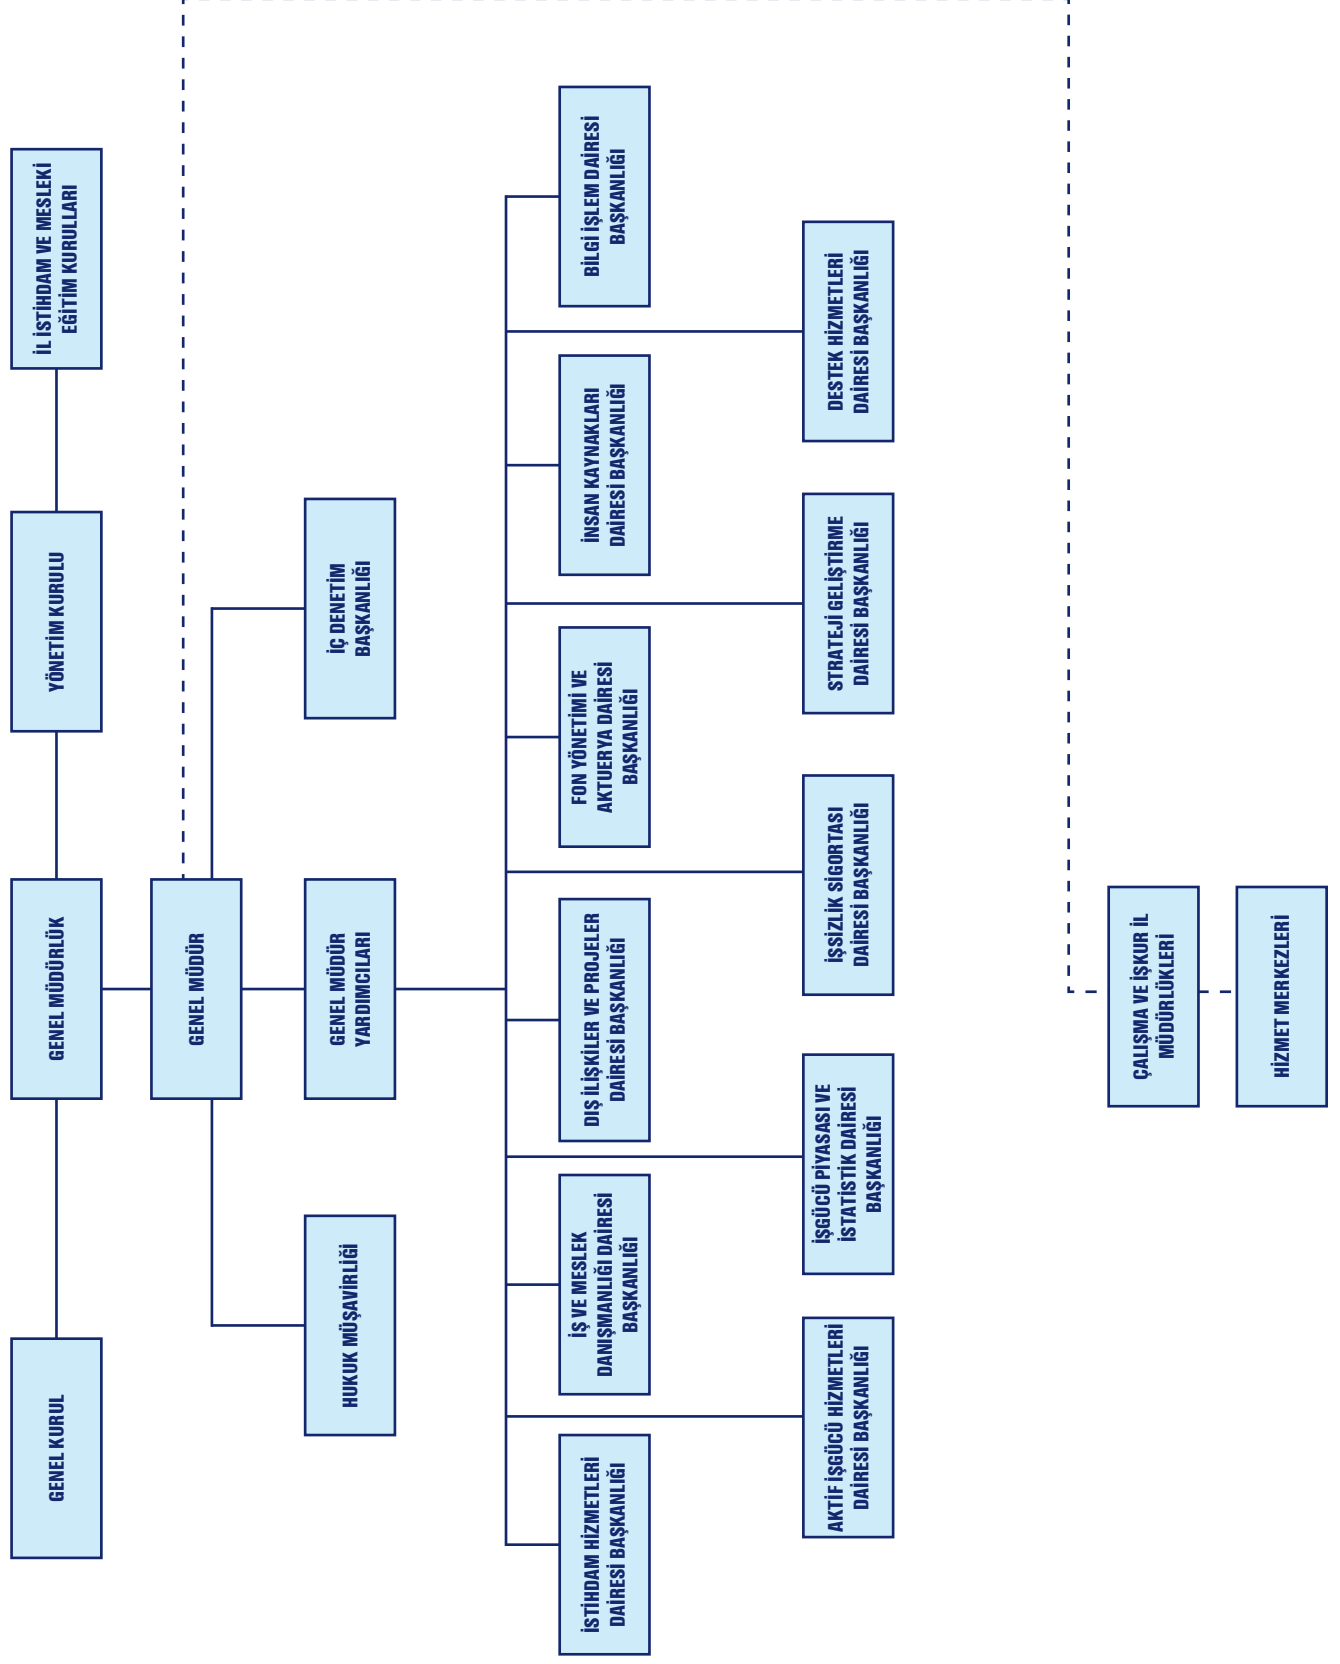 GENEL KURUL
GENEL MÜDÜRLÜK
YÖNETİM KURULU
İL İSTİHDAM VE MESLEKİ
EĞİTİM KURULLARI
GENEL MÜDÜR
HUKUK MÜŞAVİRLİĞİ
GENEL MÜDÜR
YARDIMCILARI
İÇ DENETİM
BAŞKANLIĞI
İSTİHDAM HİZMETLERİ
DAİRESİ BAŞKANLIĞI
İŞ VE MESLEK
DANIŞMANLIĞI DAİRESİ
BAŞKANLIĞI
DIŞ İLİŞKİLER VE PROJELER
DAİRESİ BAŞKANLIĞI
FON YÖNETİMİ VE
AKTUERYA DAİRESİ
BAŞKANLIĞI
İNSAN KAYNAKLARI
DAİRESİ BAŞKANLIĞI
BİLGİ İŞLEM DAİRESİ
BAŞKANLIĞI
AKTİF İŞGÜCÜ HİZMETLERİ
DAİRESİ BAŞKANLIĞI
İŞGÜCÜ PİYASASI VE
İSTATİSTİK DAİRESİ
BAŞKANLIĞI
İŞSİZLİK SİGORTASI
DAİRESİ BAŞKANLIĞI
STRATEJİ GELİŞTİRME
DAİRESİ BAŞKANLIĞI
DESTEK HİZMETLERİ
DAİRESİ BAŞKANLIĞI
ÇALIŞMA VE İŞKUR İL
MÜDÜRLÜKLERİ
HİZMET MERKEZLERİ